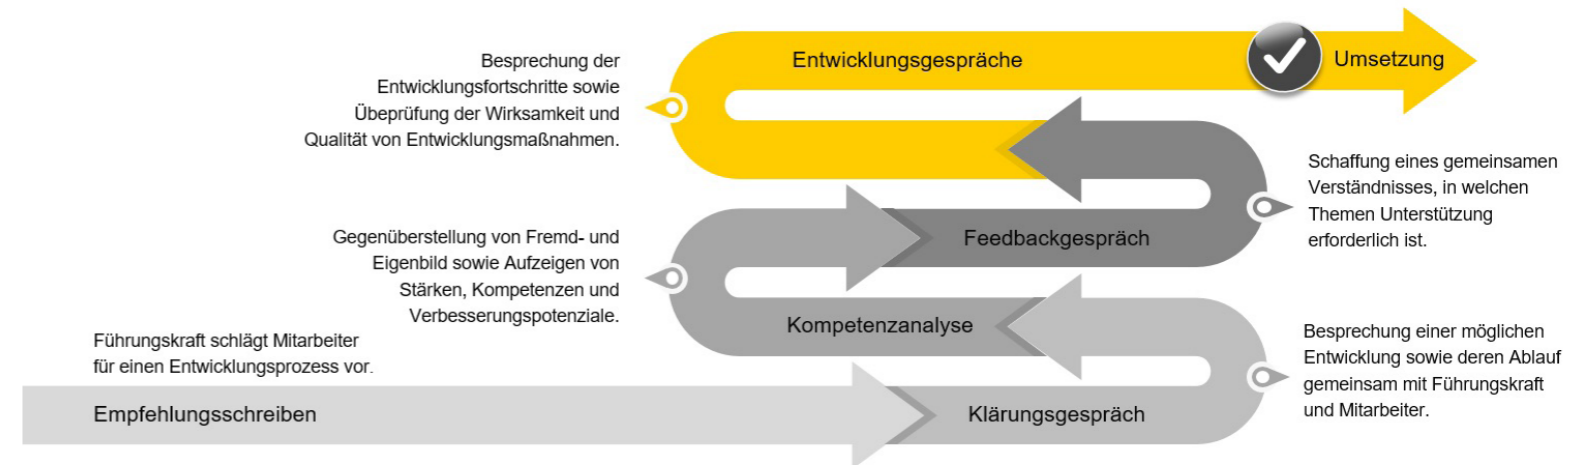 Entwicklungsgespräche
Umsetzung
Besprechung der
Entwicklungsfortschritte sowie
Übeprüfung der Wirksamkeit und
Qualität von Entwicklungsmaßnahmen.
Schaffung eines gemeinsamen
Verständnisses, in welchen
Themen Unterstützung
erforderlich ist.
Feedbackgespräch
Gegenüberstellung von Fremd- und
Eigenbild sowie Aufzeigen von
Stärken, Kompetenzen und
Verbesserungspotenziale.
Kompetenzanalyse
Besprechung einer möglichen
Entwicklung sowie deren Ablauf
gemeinsam mit Führungskraft
und Mitarbeiter.
Führungskraft schlägt Mitarbeiter
für einen Entwicklungsprozess vor.
Empfehlungsschreiben
Klärungsgespräch